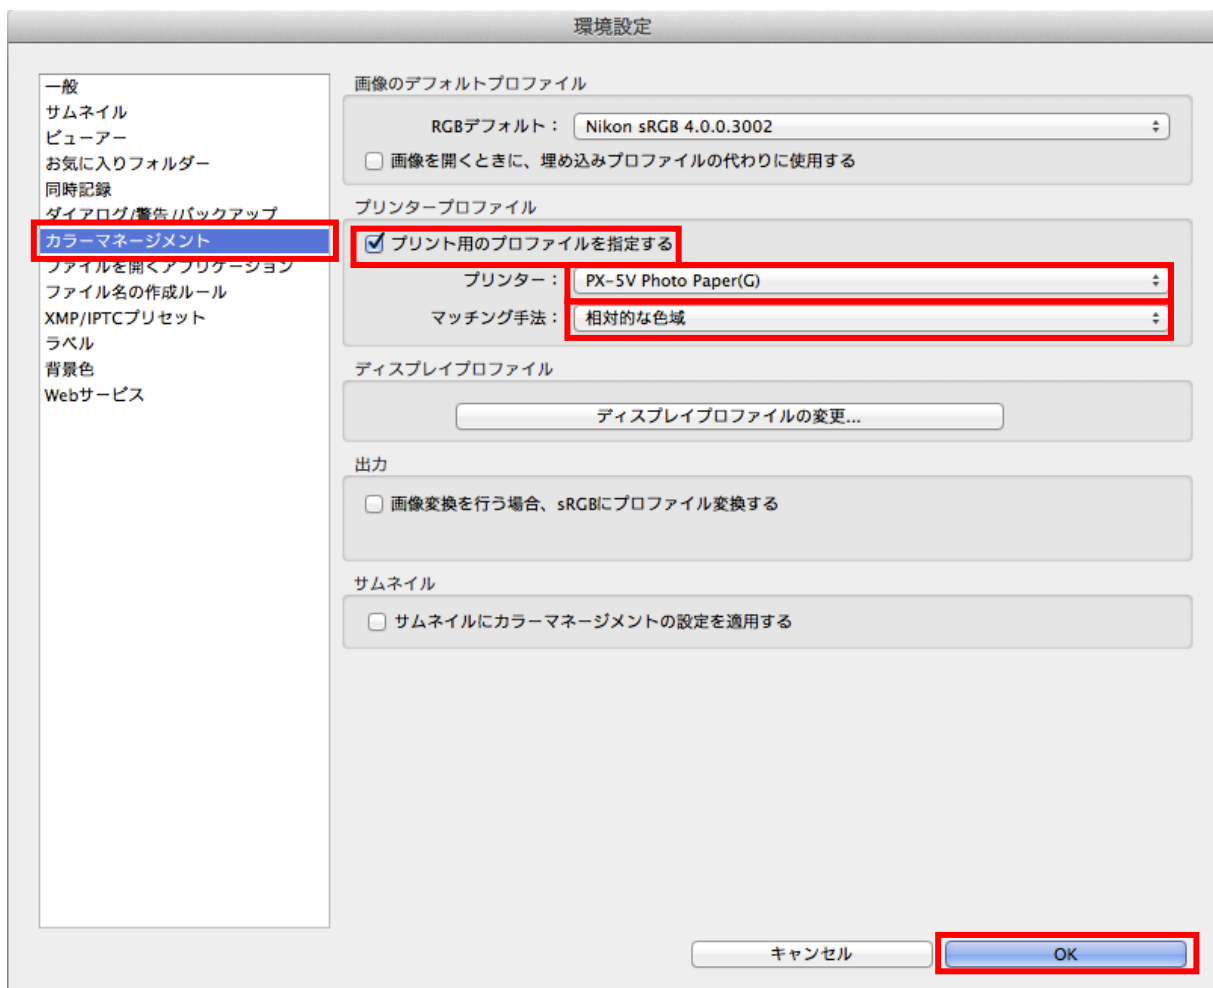 環境設定
一般
サムネイル
ビューアー
お気に入りフォルダー
同時記録
ダイアログ/警告/バックアップ
カラーマネージメント
ファイルを開くアプリケーション
ファイル名の作成ルール
XMP/IPTCプリセット
ラベル
背景色
Webサービス
画像のデフォルトプロファイル
RGBデフォルト： Nikon sRGB 4.0.0.3002
画像を開くときに、埋め込みプロファイルの代わりに使用する
プリンタープロファイル
プリント用のプロファイルを指定する
プリンター： PX-5V Photo Paper(G)
マッチング手法： 相対的な色域
ディスプレイプロファイル
ディスプレイプロファイルの変更...
出力
画像変換を行う場合、sRGBにプロファイル変換する
サムネイル
サムネイルにカラーマネージメントの設定を適用する
キャンセル OK